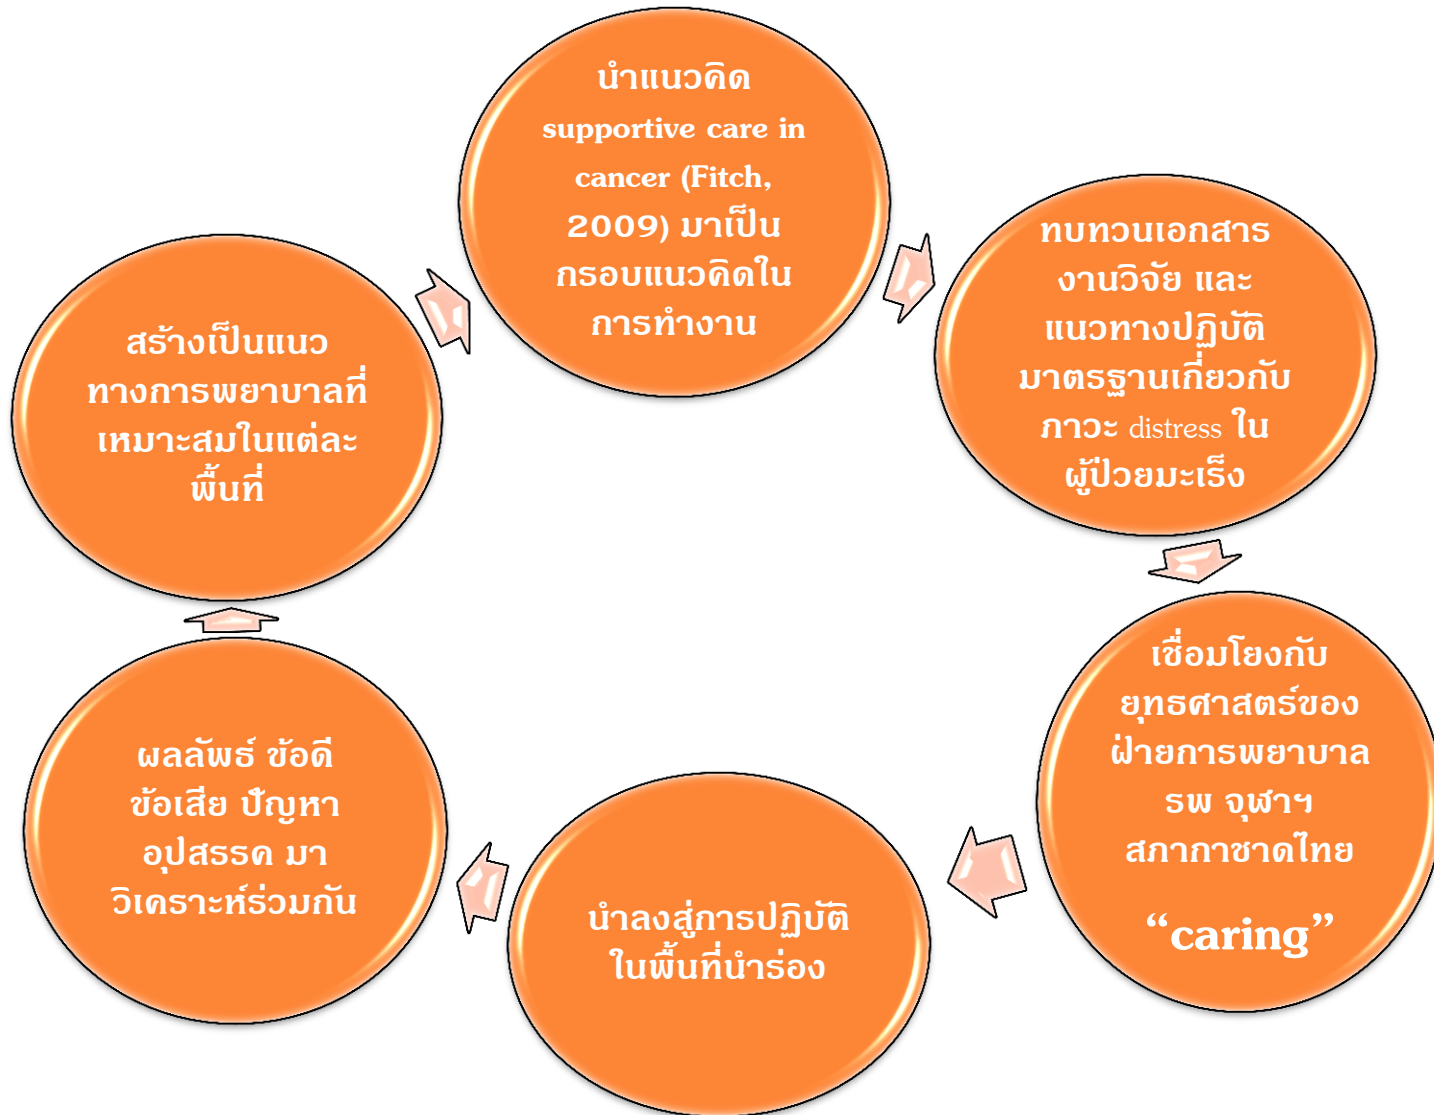 นำแนวคิด
supportive care in
cancer (Fitch,
2009) มาเป็น
กรอบแนวคิดใน
การทำงาน
ทบทวนเอกสาร
งานวิจัย และ
แนวทางปฏิบัติ
มาตรฐานเกี่ยวกับ
ภาวะ distress ใน
ผู้ป่วยมะเร็ง
เชื่อมโยงกับ
ยุทธศาสตร์ของ
ฝ่ายการพยาบาล
รพ จุฬาฯ
สภากาชาดไทย
“caring”
นำลงสู่การปฏิบัติ
ในพื้นที่นำร่อง
ผลลัพธ์ ข้อดี
ข้อเสีย ปัญหา
อุปสรรค มา
วิเคราะห์ร่วมกัน
สร้างเป็นแนว
ทางการพยาบาลที่
เหมาะสมในแต่ละ
พื้นที่